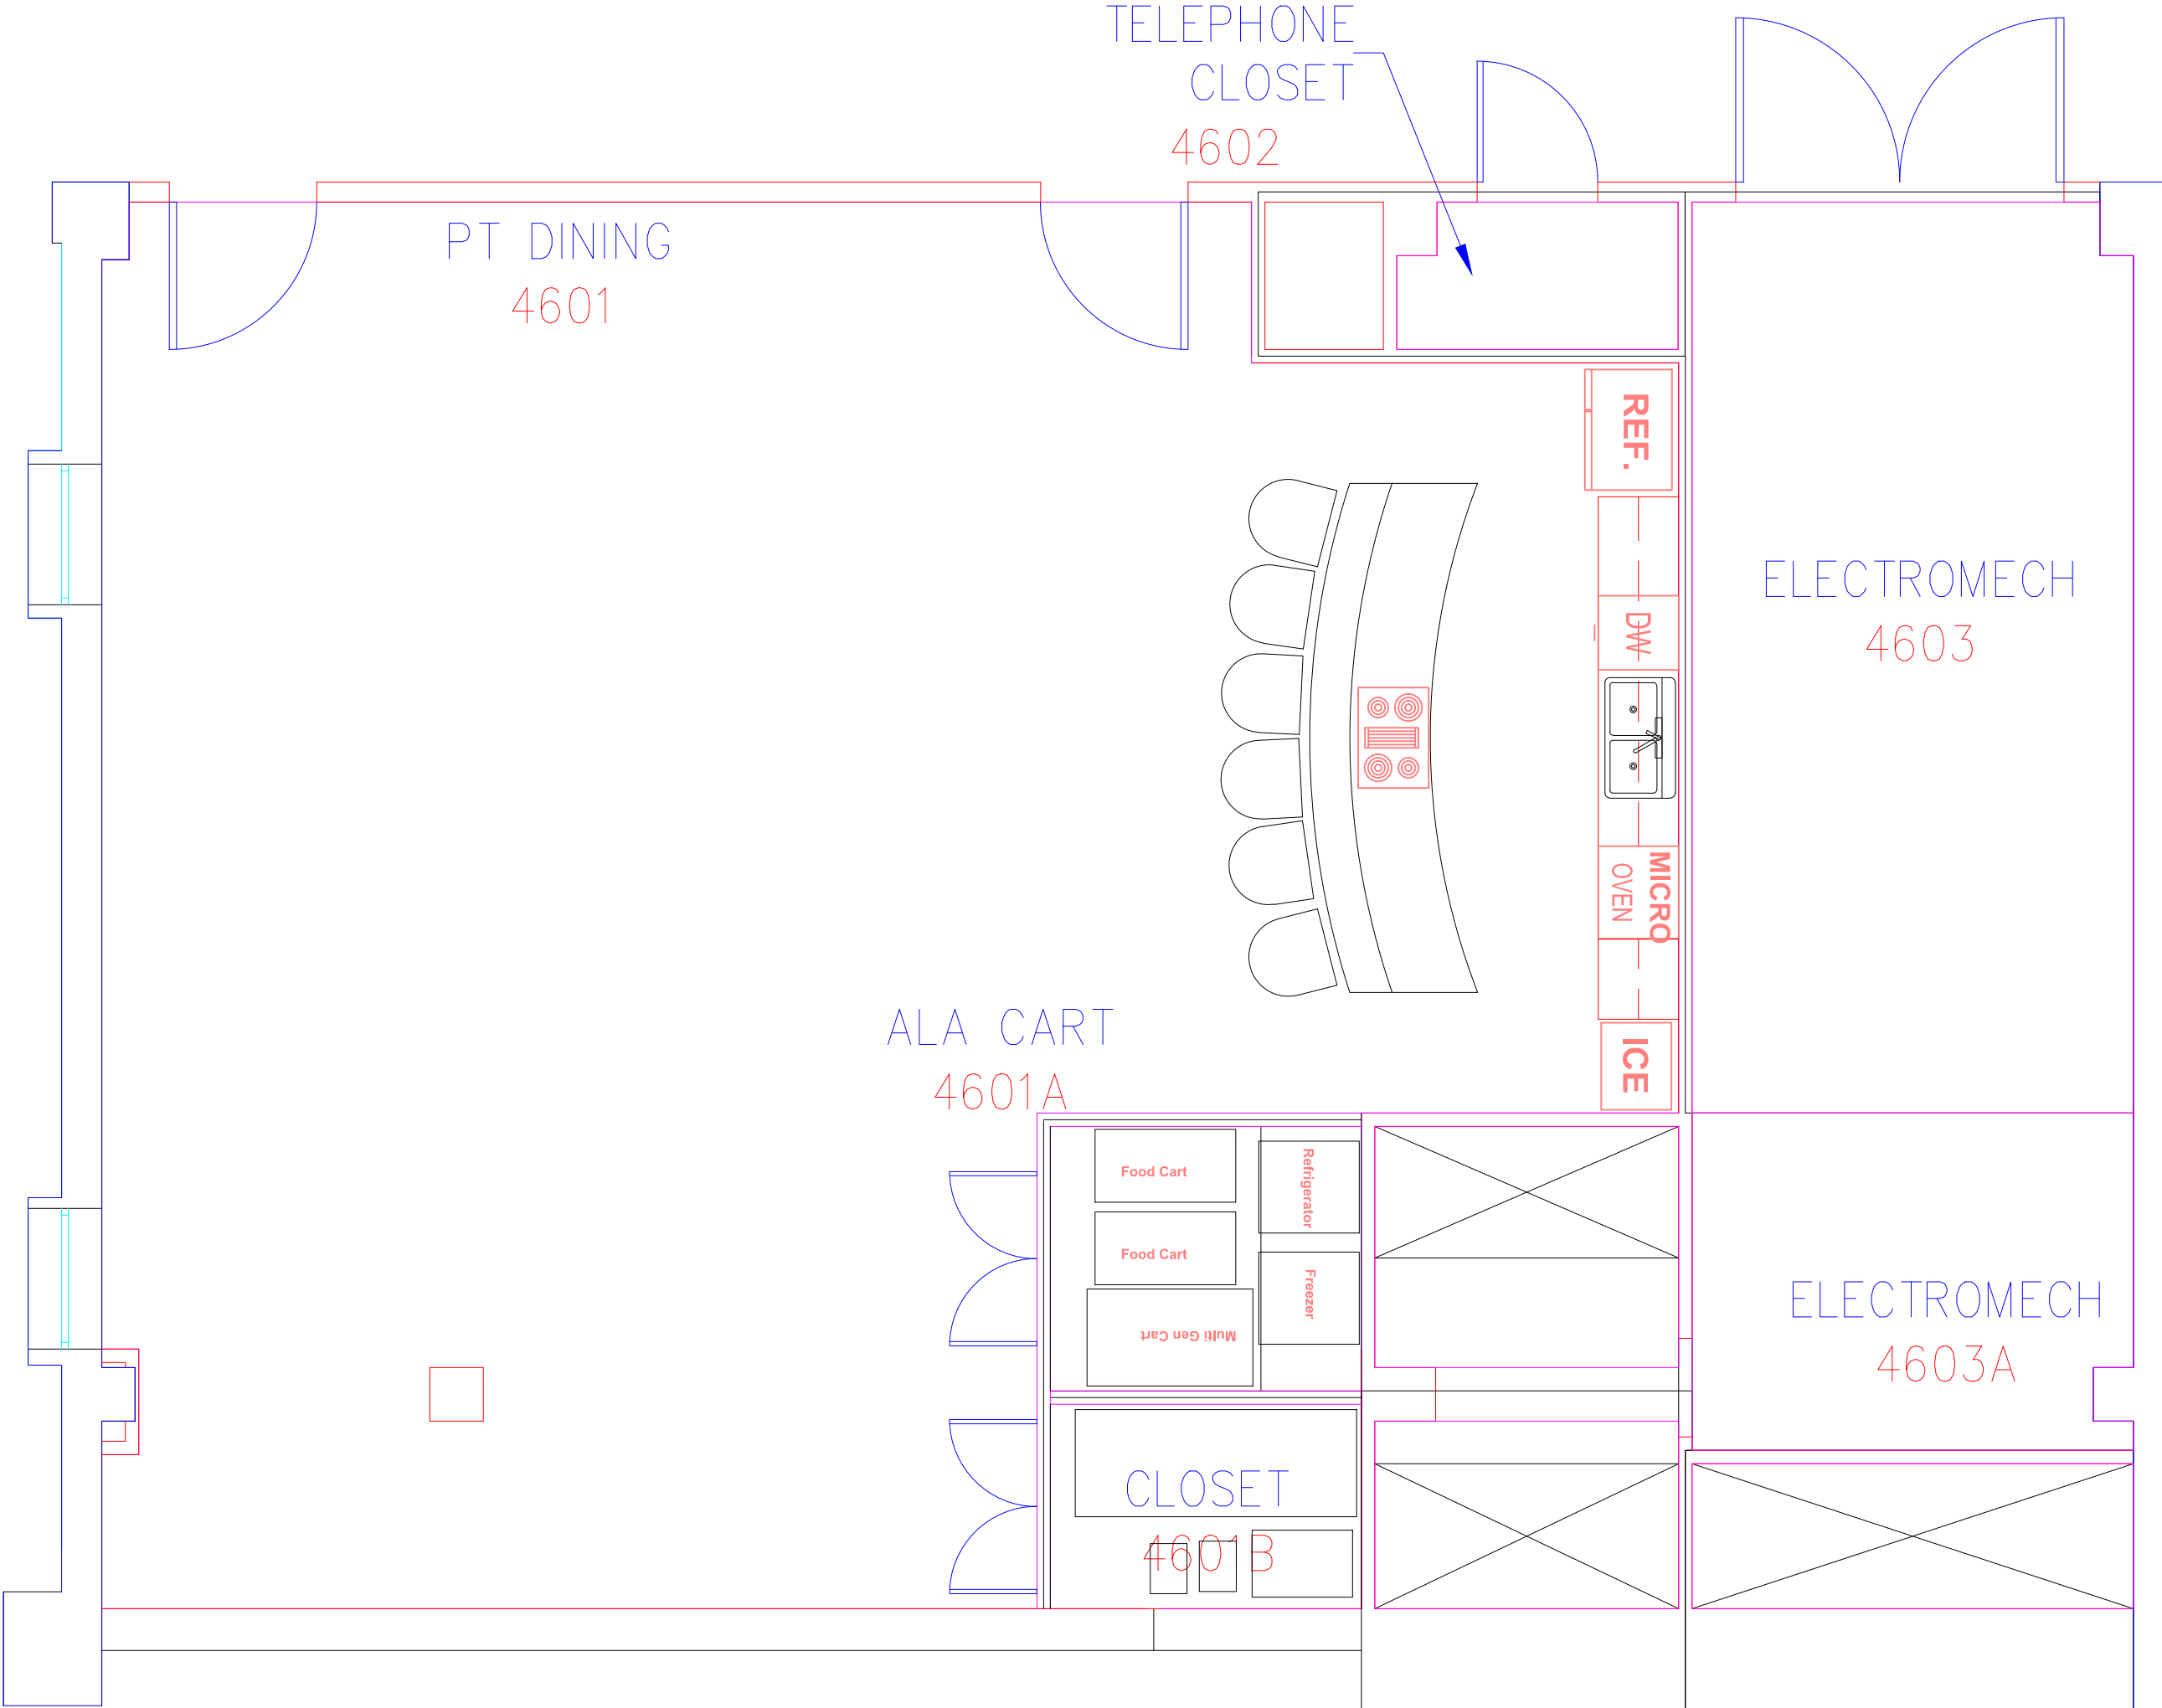 TELEPHONE
CLOSET
4602
PT DINING
4601
REF.
ELECTROMECH
4603
DW
MICRO
OVEN
ALA CART
4601A
ICE
Food Cart
Refrigerator
Food Cart
Freezer
Multi Gen Cart
ELECTROMECH
4603A
CLOSET
4601B